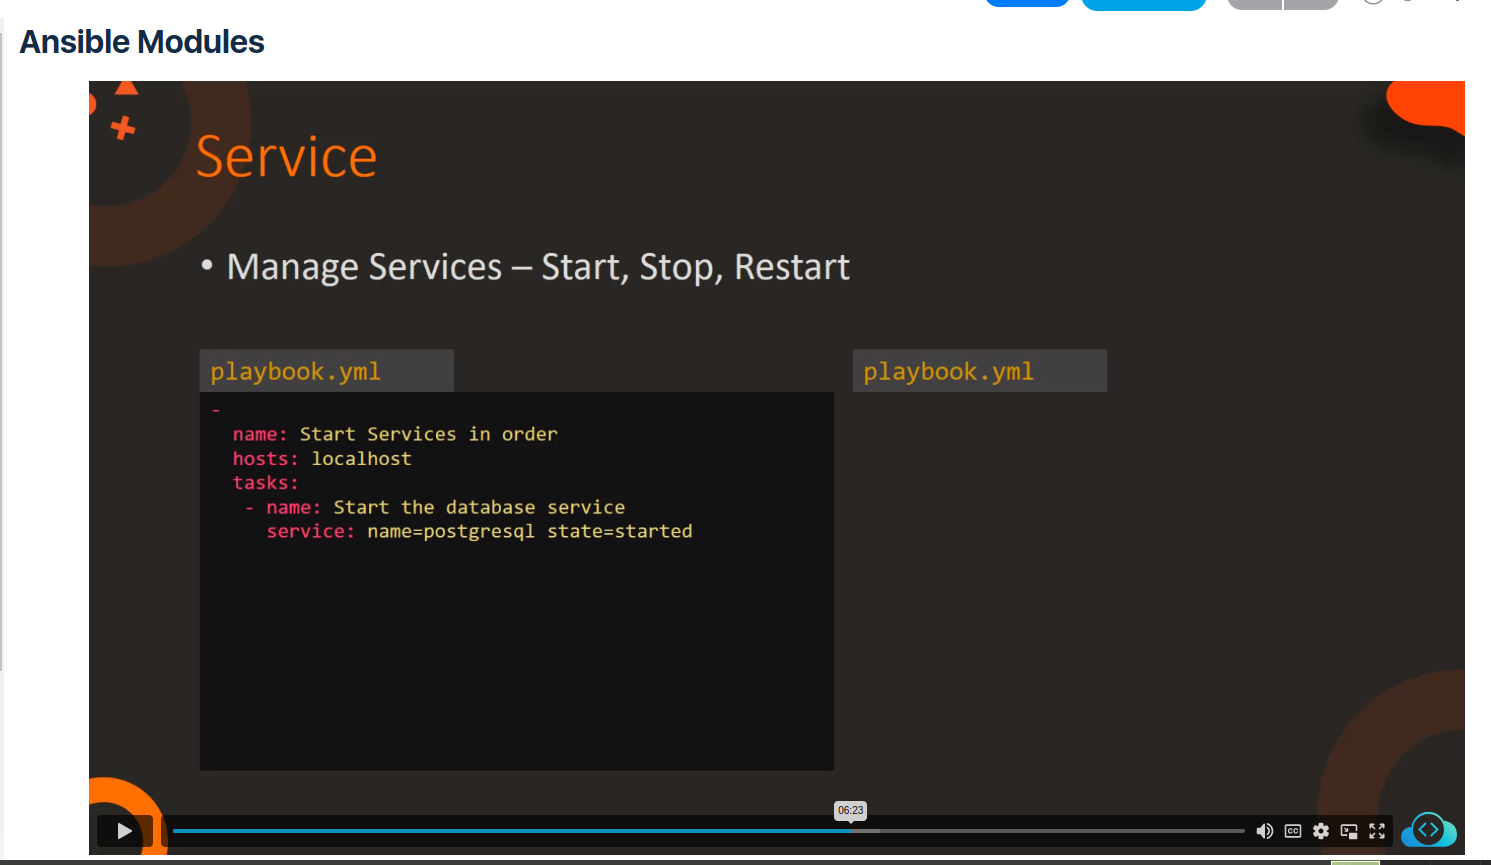 Ansible Modules
Service
• Manage Services – Start, Stop, Restart
playbook.yml
-
name: Start Services in order
hosts: localhost
tasks:
- name: Start the database service
service: name=postgresql state=started
playbook.yml
06:23
CC